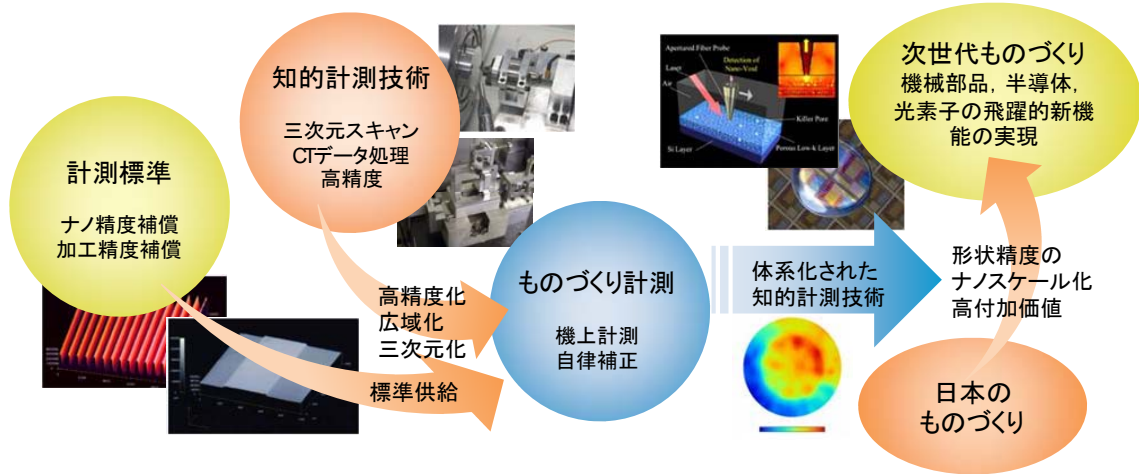 計測標準
ナノ精度補償
加工精度補償
知的計測技術
三次元スキャン
CTデータ処理
高精度
高精度化
広域化
三次元化
標準供給
ものづくり計測
機上計測
自律補正
Apertured Fiber Probe
Detection of
Nano-Void
Laser
Air
Killer Pore
Si Layer
Porous Low-k Layer
体系化された
知的計測技術
次世代ものづくり
機械部品，半導体，
光素子の飛躍的新機
能の実現
形状精度の
ナノスケール化
高付加価値
日本の
ものづくり